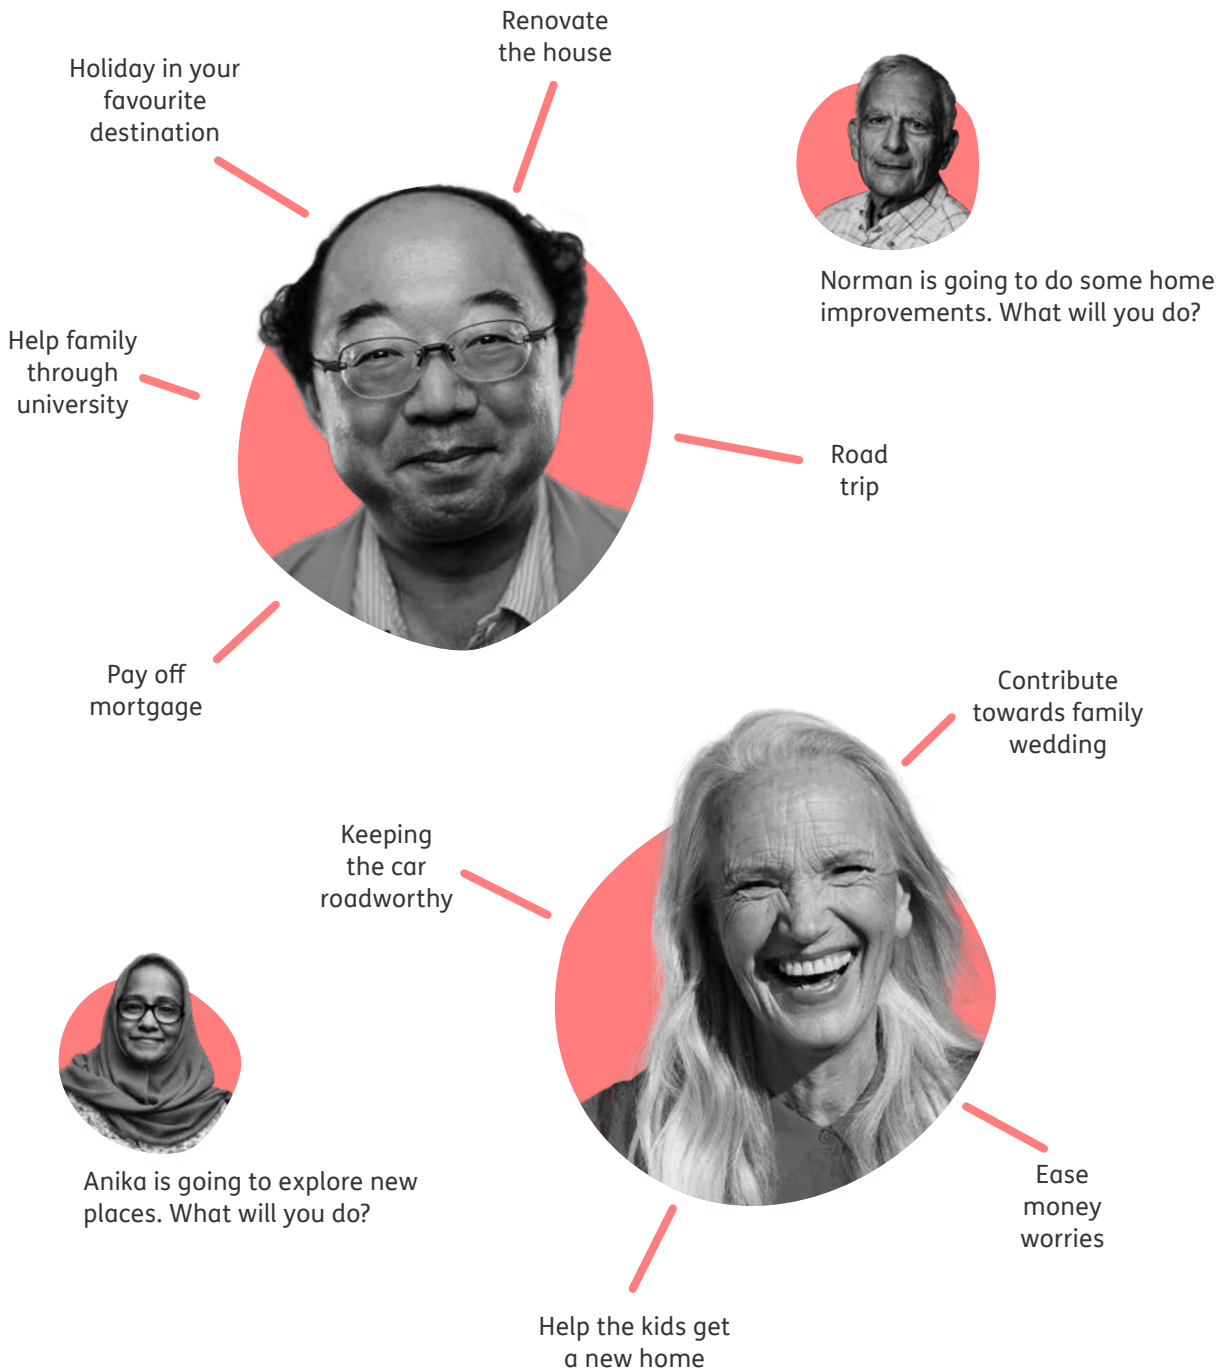 Renovate
the house
Holiday in your
favourite
destination
Norman is going to do some home
improvements. What will you do?
Help family
through
university
Road
trip
Pay off
mortgage
Contribute
towards family
wedding
Keeping
the car
roadworthy
Anika is going to explore new
places. What will you do?
Ease
money
worries
Help the kids get
a new home